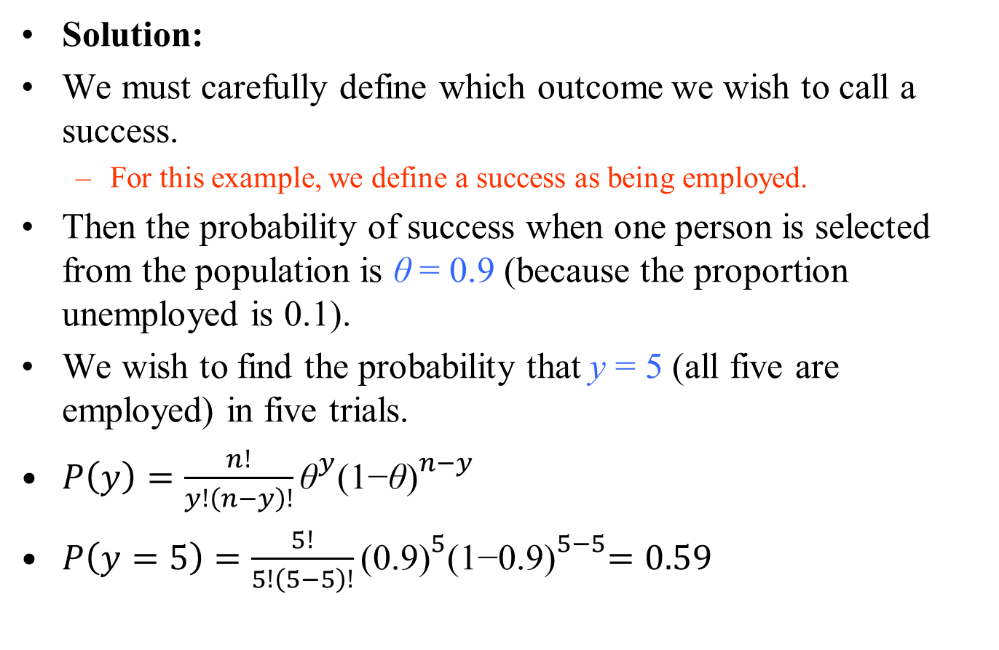 • Solution:
• We must carefully define which outcome we wish to call a
success.
– For this example, we define a success as being employed.
• Then the probability of success when one person is selected
from the population is θ = 0.9 (because the proportion
unemployed is 0.1).
• We wish to find the probability that y = 5 (all five are
employed) in five trials.
• P(y) = \frac{n!}{y!(n−y)!} θ^y (1−θ)^{n−y}
• P(y = 5) = \frac{5!}{5!(5−5)!} (0.9)^5 (1−0.9)^{5−5} = 0.59